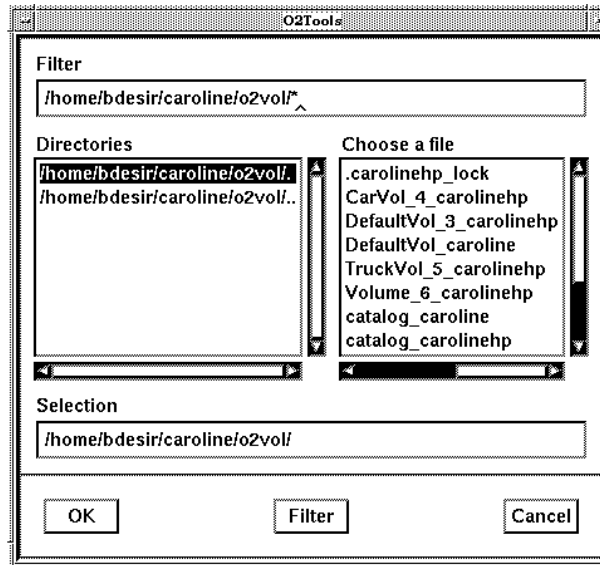 O2Tools
Filter
/home/bdesir/caroline/o2vol/*
Directories
/home/bdesir/caroline/o2vol/.
/home/bdesir/caroline/o2vol/..
Choose a file
.carolinehp_lock
CarVol_4_carolinehp
DefaultVol_3_carolinehp
DefaultVol_caroline
TruckVol_5_carolinehp
Volume_6_carolinehp
catalog_caroline
catalog_carolinehp
Selection
/home/bdesir/caroline/o2vol/
OK
Filter
Cancel